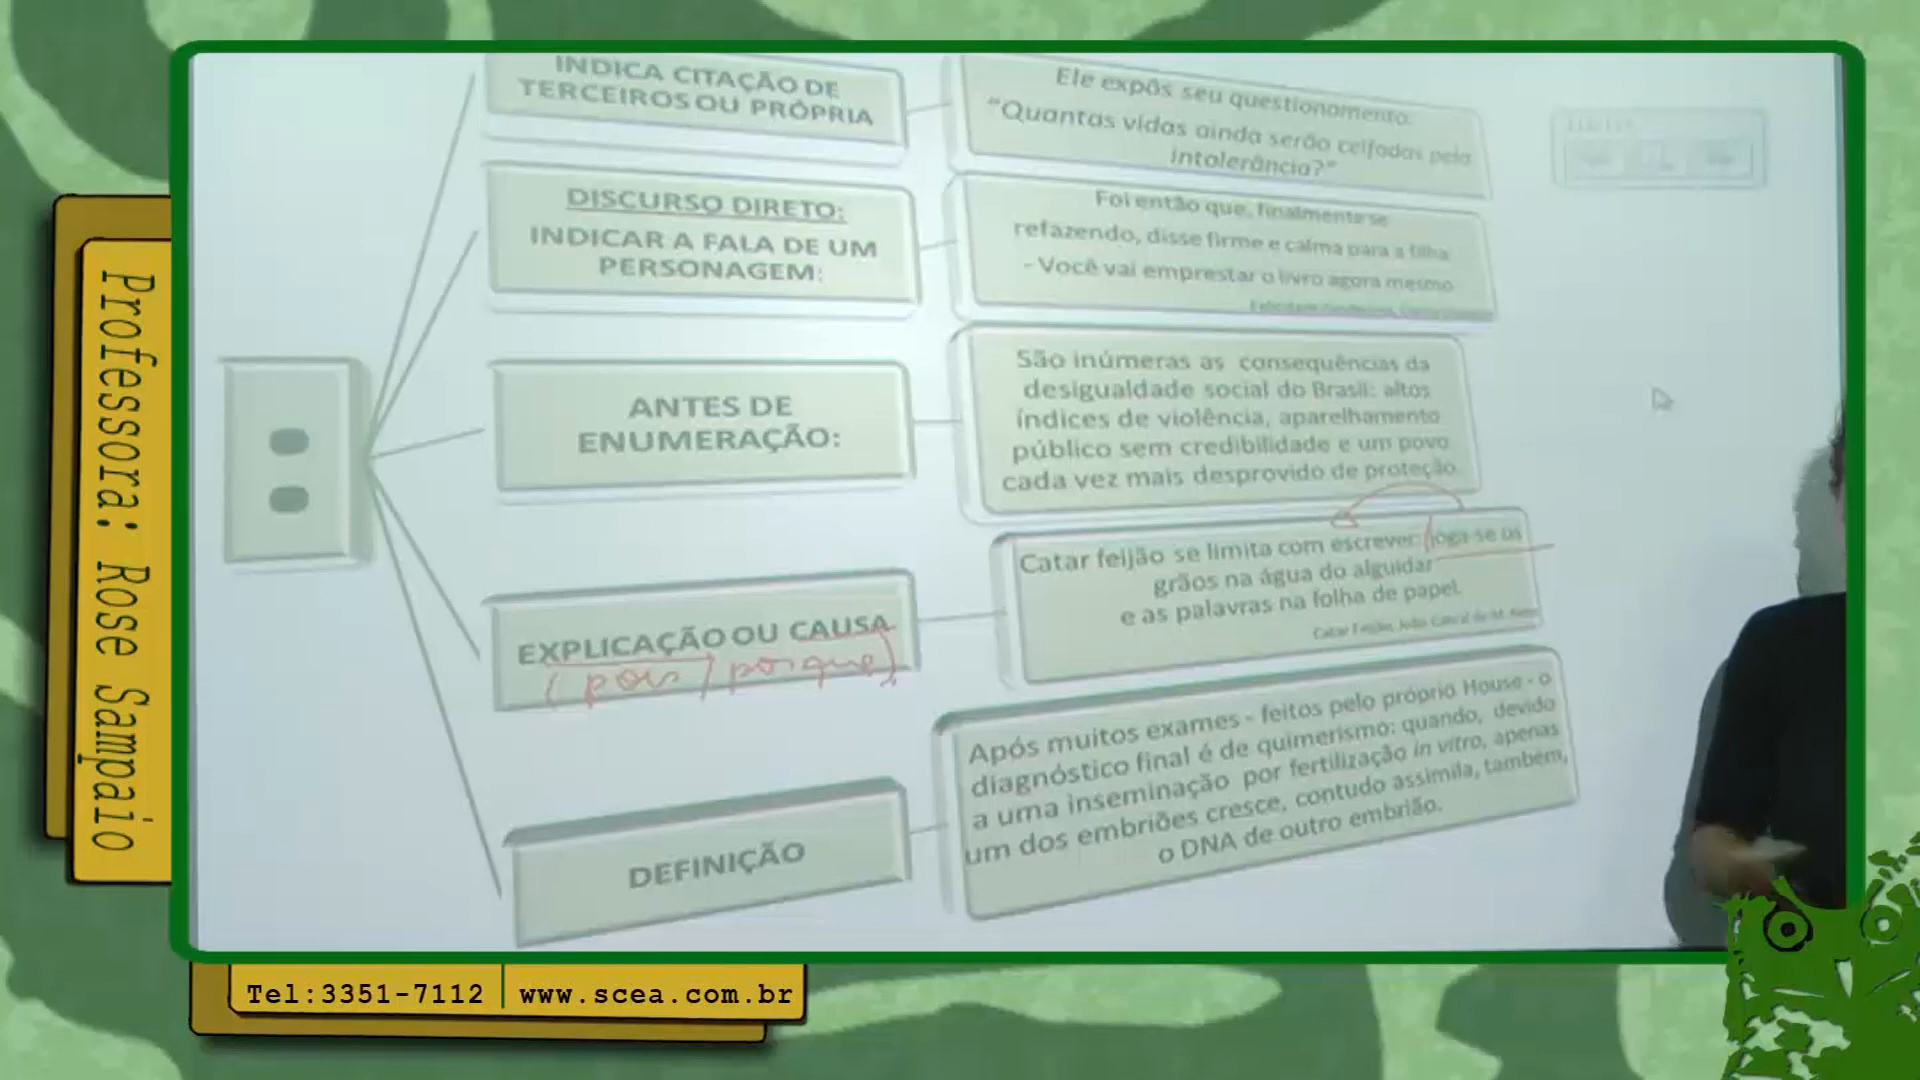 INDICA CITAÇÃO DE
TERCEIROS OU PRÓPRIA
Ele expôs seu questionamento:
"Quantas vidas ainda serão ceifadas pela
intolerância?"
DISCURSO DIRETO:
INDICAR A FALA DE UM
PERSONAGEM:
Foi então que, finalmente se
refazendo, disse firme e calma para a filha
- Você vai emprestar o livro agora mesmo
ANTES DE
ENUMERAÇÃO:
São inúmeras as consequências da
desigualdade social do Brasil: altos
índices de violência, aparelhamento
público sem credibilidade e um povo
cada vez mais desprovido de proteção.
EXPLICAÇÃO OU CAUSA
(pois / porque)
Catar feijão se limita com escrever: joga-se os
grãos na água do alguidar
e as palavras na folha de papel.
Catar Feijão, João Cabral de M. Neto
DEFINIÇÃO
Após muitos exames - feitos pelo próprio House - o
diagnóstico final é de quimerismo: quando, devido
a uma inseminação por fertilização in vitro, apenas
um dos embriões cresce, contudo assimila, também,
o DNA de outro embrião.
Professora: Rose Sampaio
Tel:3351-7112
www.scea.com.br